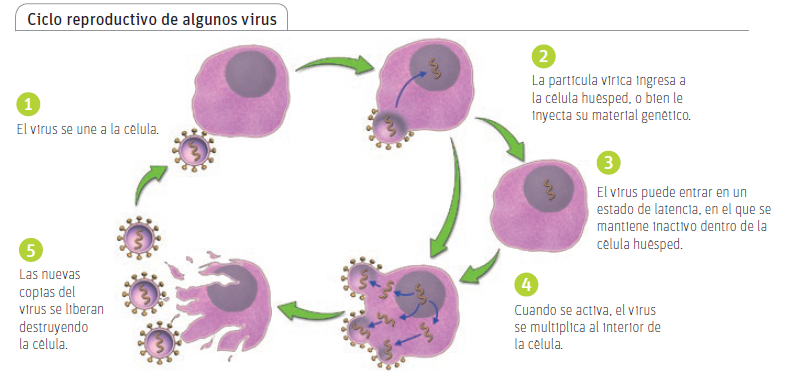 Ciclo reproductivo de algunos virus
1
El virus se une a la célula.
2
La partícula vírica ingresa a
la célula huésped, o bien le
inyecta su material genético.
3
El virus puede entrar en un
estado de latencia, en el que se
mantiene inactivo dentro de la
célula huésped.
4
Cuando se activa, el virus
se multiplica al interior de
la célula.
5
Las nuevas
copias del
virus se liberan
destruyendo
la célula.